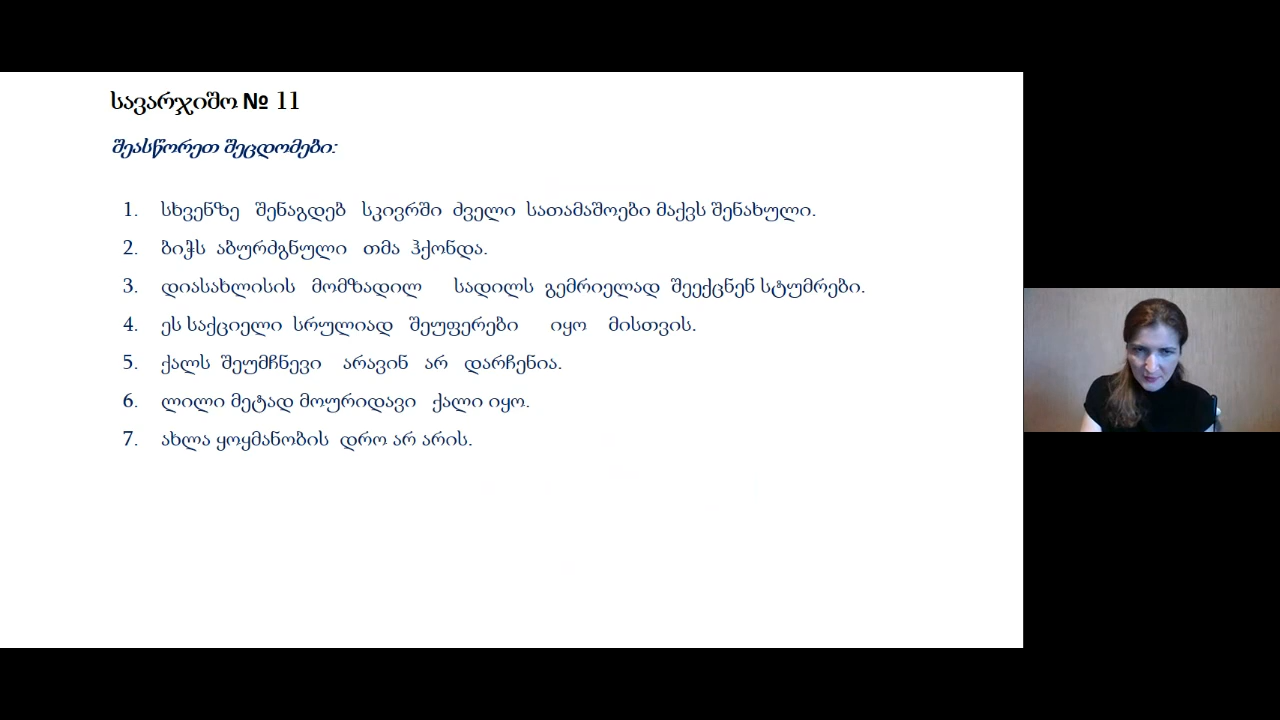 სავარჯიშო № 11
შეასწორეთ შეცდომები:
1. სხვენზე შენაგდებ სკივრში ძველი სათამაშოები მაქვს შენახული.
2. ბიჭს აბურძგნული თმა ჰქონდა.
3. დიასახლისის მომზადილ სადილს გემრიელად შეექცნენ სტუმრები.
4. ეს საქციელი სრულიად შეუფერები იყო მისთვის.
5. ქალს შეუმჩნევი არავინ არ დარჩენია.
6. ლილი მეტად მოურიდავი ქალი იყო.
7. ახლა ყოყმანობის დრო არ არის.